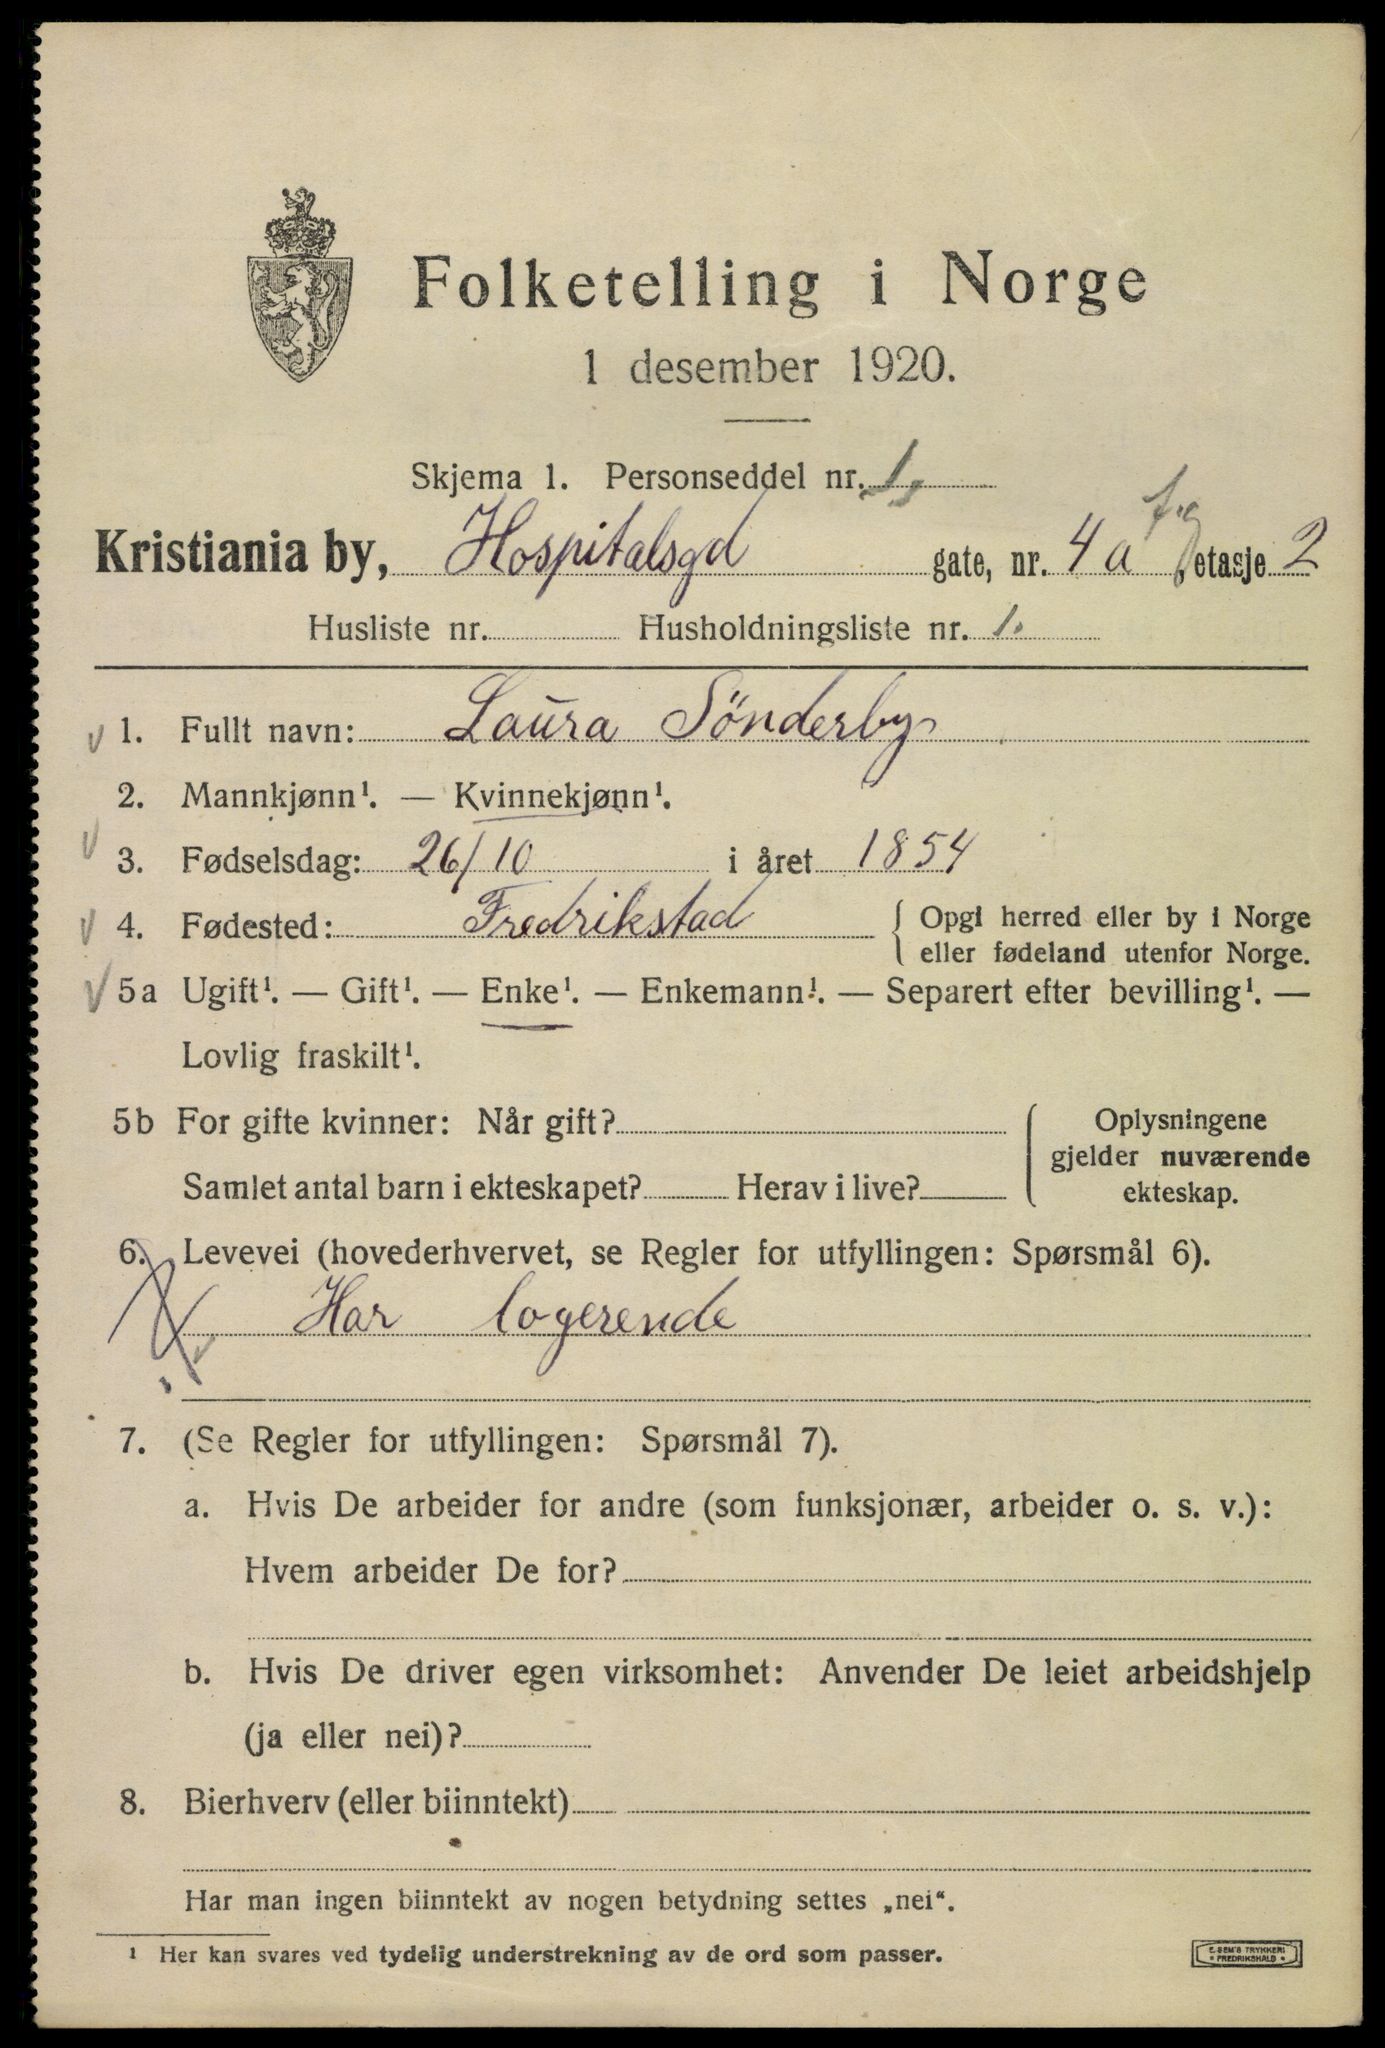 Folketelling i Norge
1 desember 1920.
Skjema 1. Personseddel nr. 1.
Kristiania by, Hospitalsgd gate, nr. 4a f.g , etasje 2
Husliste nr. Husholdningsliste nr. 1.
1. Fullt navn: Laura Sönderby
2. Mannkjønn¹. — Kvinnekjønn¹.
3. Fødselsdag: 26/10 i året 1854
4. Fødested: Fredrikstad { Opgi herred eller by i Norge
eller fødeland utenfor Norge.
5a Ugift¹. — Gift¹. — Enke¹. — Enkemann¹. — Separert efter bevilling¹. —
Lovlig fraskilt¹.
5b For gifte kvinner: Når gift? { Oplysningene
gjelder nuværende
Samlet antal barn i ekteskapet? Herav i live? ekteskap.
6. Levevei (hovederhvervet, se Regler for utfyllingen: Spørsmål 6).
Har logerende
7. (Se Regler for utfyllingen: Spørsmål 7).
a. Hvis De arbeider for andre (som funksjonær, arbeider o. s. v.):
Hvem arbeider De for?
b. Hvis De driver egen virksomhet: Anvender De leiet arbeidshjelp
(ja eller nei)?
8. Bierhverv (eller biinntekt)
Har man ingen biinntekt av nogen betydning settes „nei“.
¹ Her kan svares ved tydelig understrekning av de ord som passer.
E. SEM'S TRYKKERI
• FREDRIKSHALD •